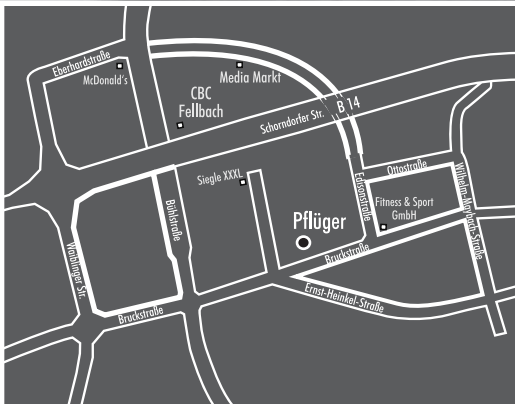 Eberhardstraße
McDonald's
Media Markt
CBC
Fellbach
B 14
Schorndorfer Str.
Ottostraße
Siegle XXXL
Edisonstraße
Wilhelm-Maybach-Straße
Bühlstraße
Fitness & Sport
GmbH
Pflüger
Waiblinger Str.
Bruckstraße
Ernst-Heinkel-Straße
Bruckstraße